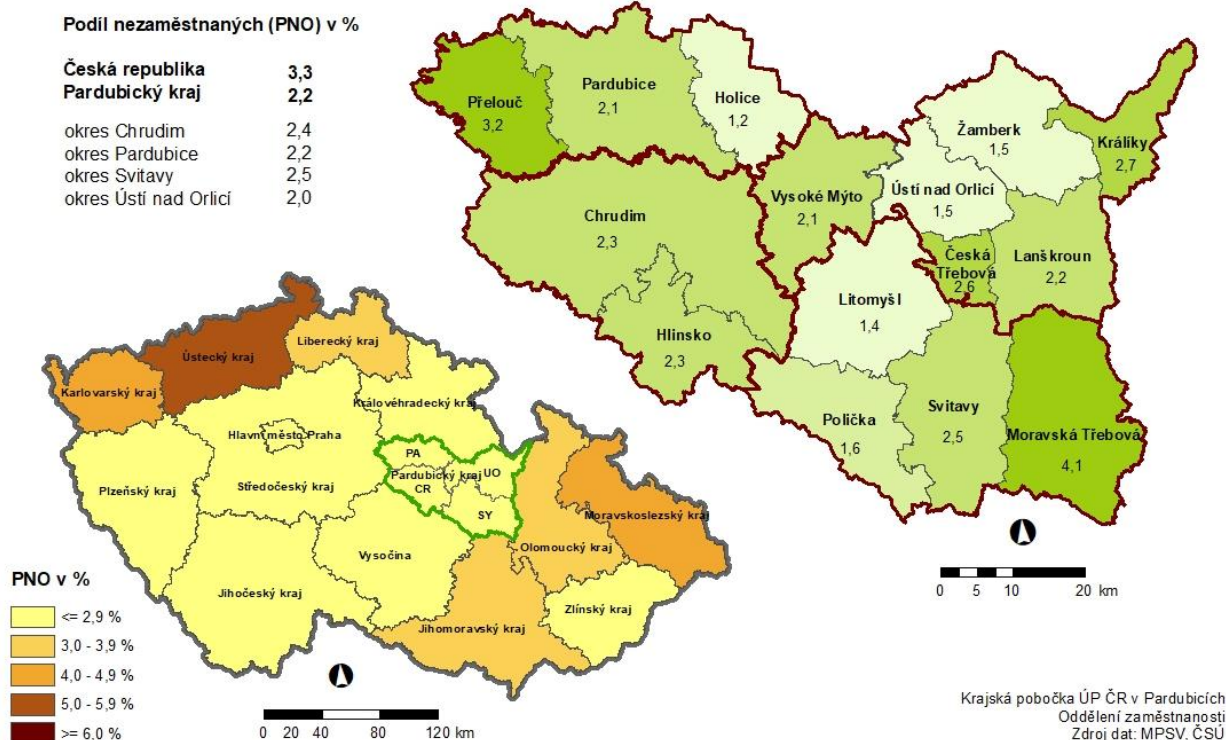 Podíl nezaměstnaných (PNO) v %
Česká republika 3,3
Pardubický kraj 2,2
okres Chrudim 2,4
okres Pardubice 2,2
okres Svitavy 2,5
okres Ústí nad Orlicí 2,0
Přelouč
3,2
Pardubice
2,1
Holice
1,2
Žamberk
1,5
Králíky
2,7
Vysoké Mýto
2,1
Ústí nad Orlicí
1,5
Chrudim
2,3
Česká
Třebová
2,6
Lanškroun
2,2
Litomyšl
1,4
Hlinsko
2,3
Polička
1,6
Svitavy
2,5
Moravská Třebová
4,1
0 5 10 20 km
Ústecký kraj
Liberecký kraj
Karlovarský kraj
Královéhradecký kraj
Hlavní město Praha
PA
UO
Pardubický kraj
CR
SY
Plzeňský kraj
Středočeský kraj
Moravskoslezský kraj
Olomoucký kraj
Vysočina
Jihočeský kraj
Zlínský kraj
Jihomoravský kraj
PNO v %
<= 2,9 %
3,0 - 3,9 %
4,0 - 4,9 %
5,0 - 5,9 %
>= 6,0 %
0 20 40 80 120 km
Krajská pobočka ÚP ČR v Pardubicích
Oddělení zaměstnanosti
Zdroj dat: MPSV, ČSÚ